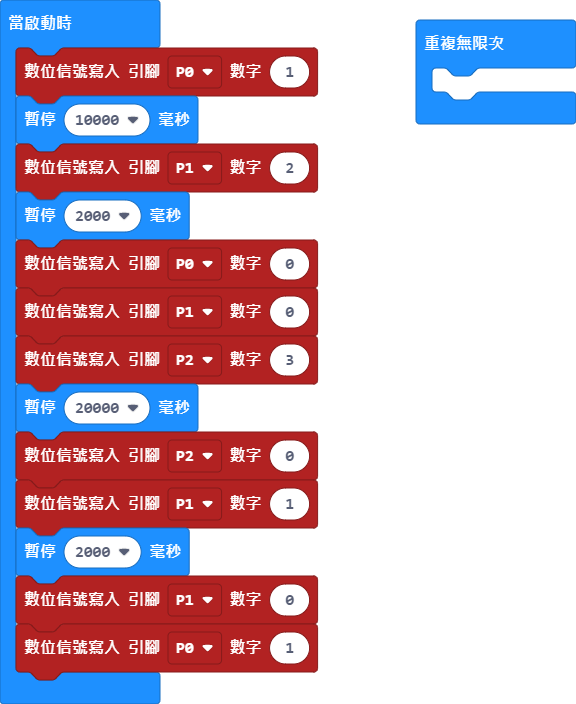 當啟動時
數位信號寫入 引腳 P0 數字 1
暫停 10000 毫秒
數位信號寫入 引腳 P1 數字 2
暫停 2000 毫秒
數位信號寫入 引腳 P0 數字 0
數位信號寫入 引腳 P1 數字 0
數位信號寫入 引腳 P2 數字 3
暫停 20000 毫秒
數位信號寫入 引腳 P2 數字 0
數位信號寫入 引腳 P1 數字 1
暫停 2000 毫秒
數位信號寫入 引腳 P1 數字 0
數位信號寫入 引腳 P0 數字 1
重複無限次